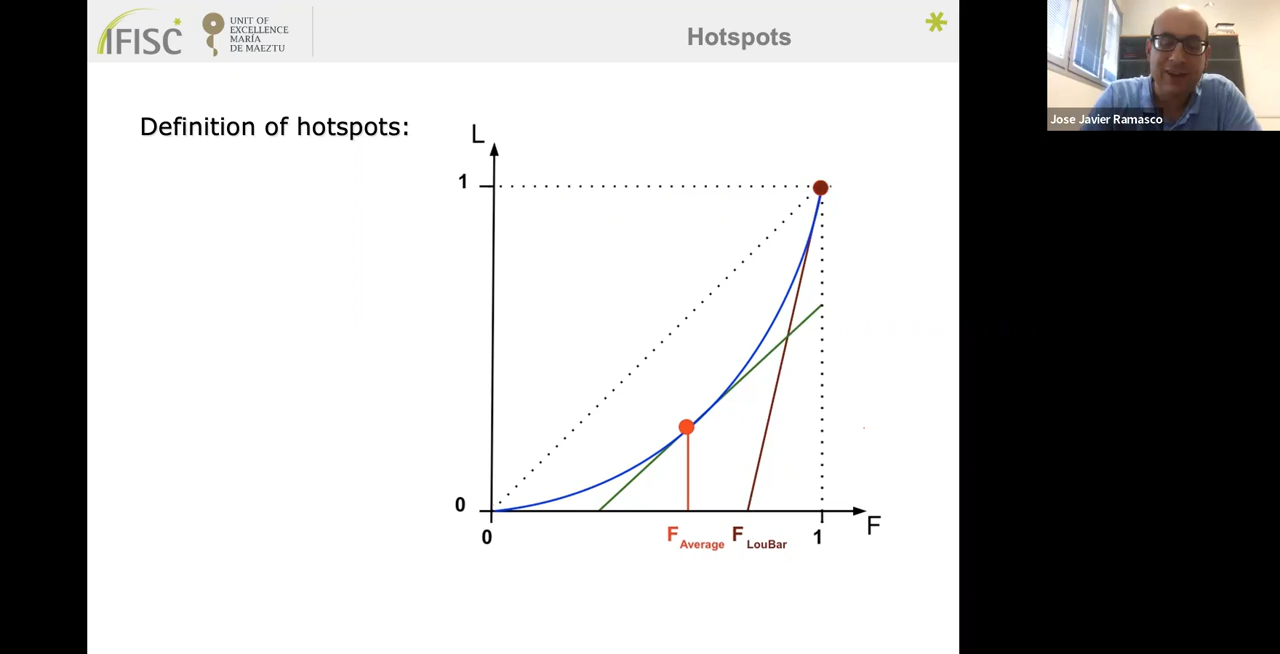 IFISC
UNIT OF
EXCELLENCE
MARÍA
DE MAEZTU
Hotspots
Jose Javier Ramasco
Definition of hotspots:
L
1
0
0
F Average
F LouBar
1
F